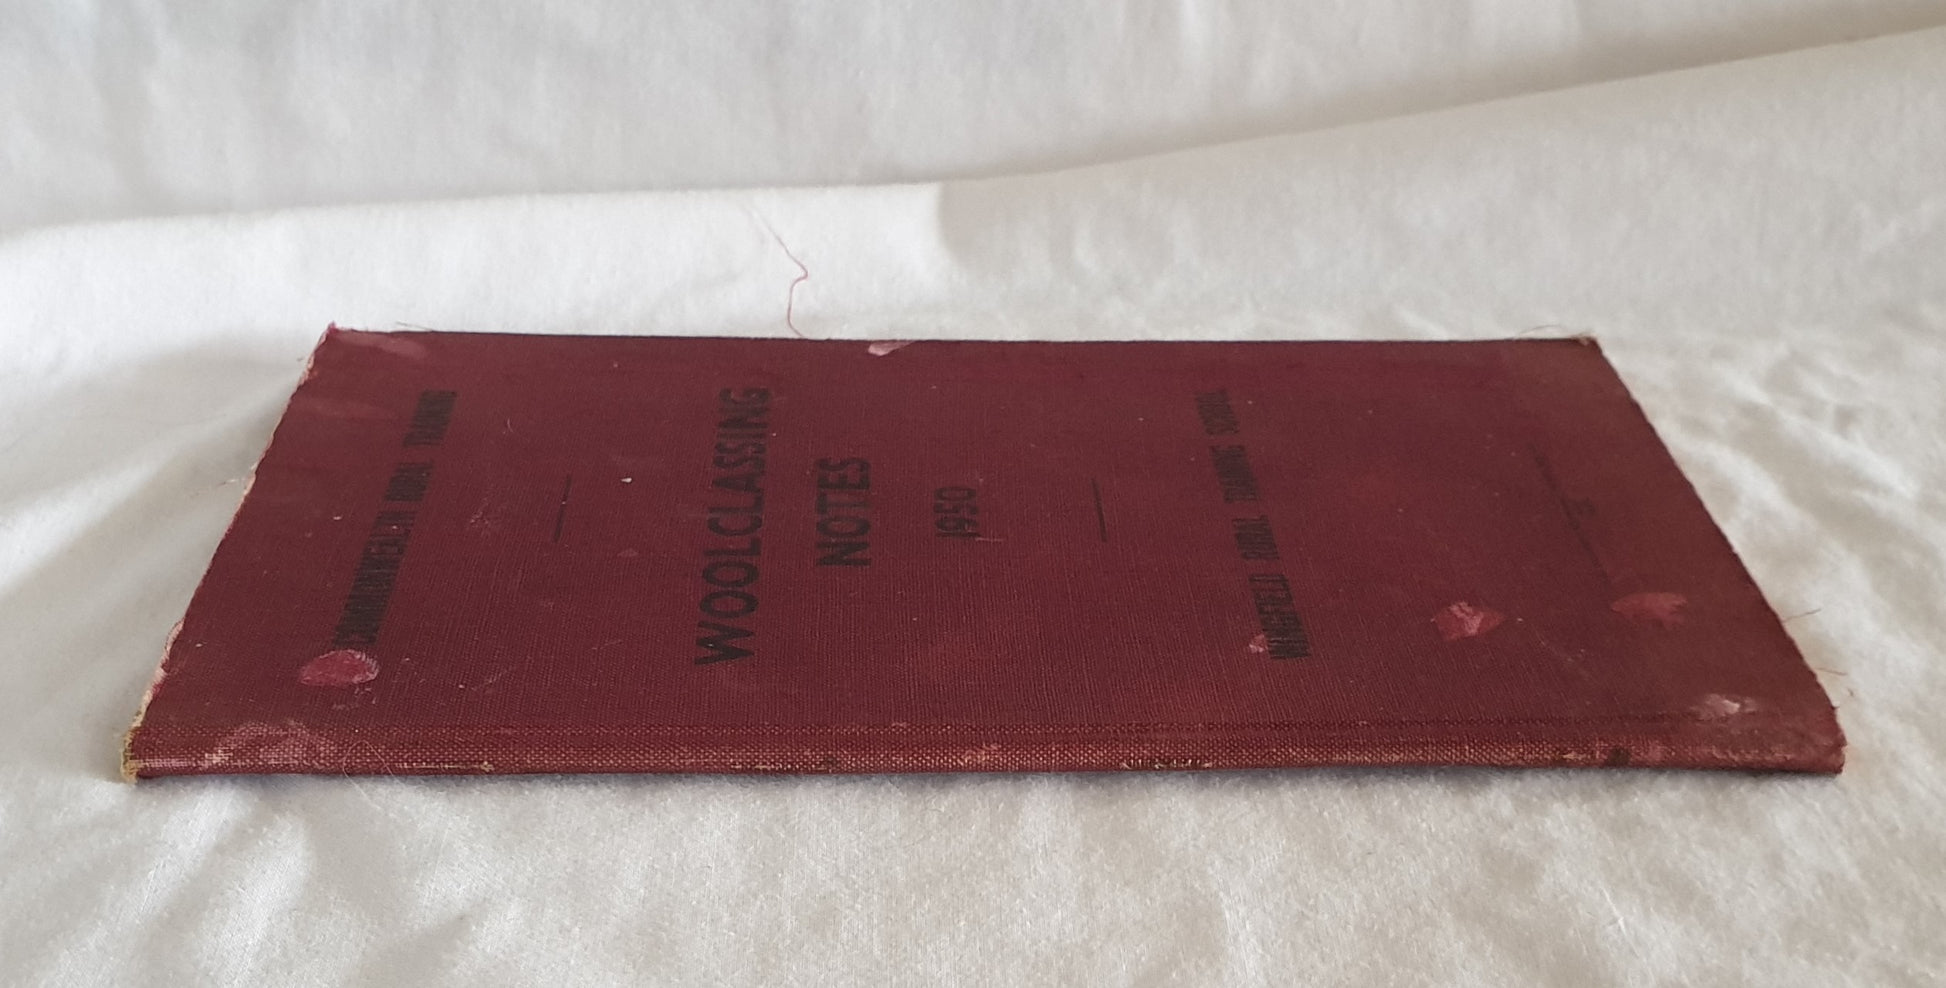 COMMONWEALTH RURAL TRAINING
WOOLCLASSING
NOTES
1950
WINGFIELD RURAL TRAINING SCHOOL